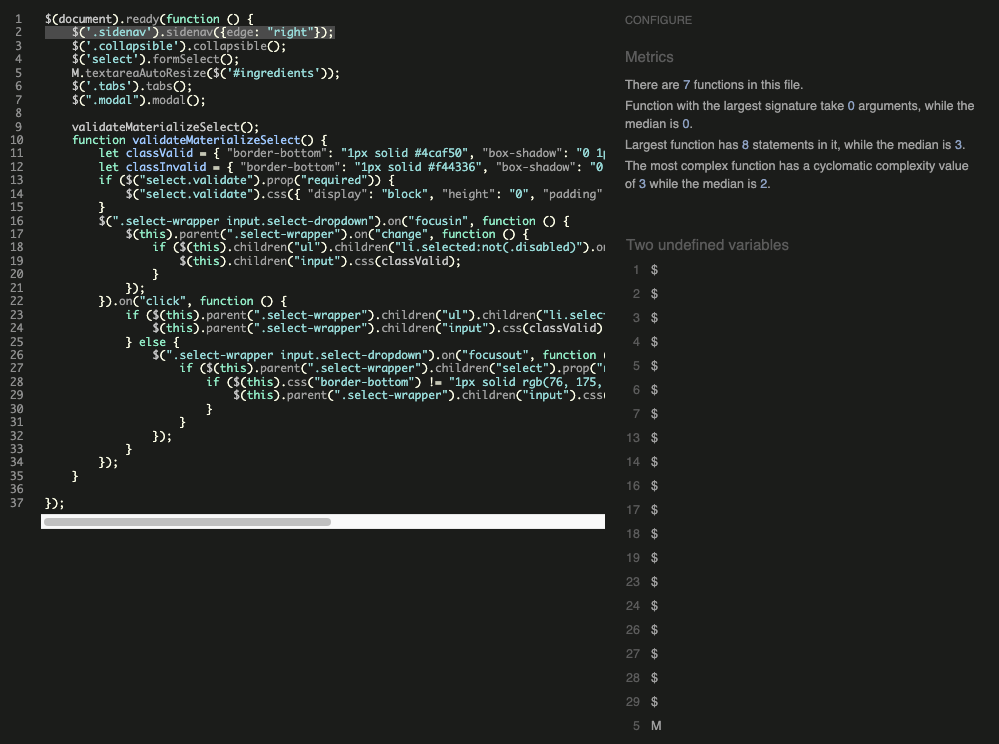 1 $(document).ready(function () {
2 $('.sidenav').sidenav({edge: "right"});
3 $('.collapsible').collapsible();
4 $('select').formSelect();
5 M.textareaAutoResize($('#ingredients'));
6 $('.tabs').tabs();
7 $(".modal").modal();
8
9 validateMaterializeSelect();
10 function validateMaterializeSelect() {
11 let classValid = { "border-bottom": "1px solid #4caf50", "box-shadow": "0 1p
12 let classInvalid = { "border-bottom": "1px solid #f44336", "box-shadow": "0
13 if ($("select.validate").prop("required")) {
14 $("select.validate").css({ "display": "block", "height": "0", "padding"
15 }
16 $(".select-wrapper input.select-dropdown").on("focusin", function () {
17 $(this).parent(".select-wrapper").on("change", function () {
18 if ($(this).children("ul").children("li.selected:not(.disabled)").on
19 $(this).children("input").css(classValid);
20 }
21 });
22 }).on("click", function () {
23 if ($(this).parent(".select-wrapper").children("ul").children("li.selec
24 $(this).parent(".select-wrapper").children("input").css(classValid)
25 } else {
26 $(".select-wrapper input.select-dropdown").on("focusout", function (
27 if ($(this).parent(".select-wrapper").children("select").prop("r
28 if ($(this).css("border-bottom") != "1px solid rgb(76, 175,
29 $(this).parent(".select-wrapper").children("input").css(
30 }
31 }
32 });
33 }
34 });
35 }
36
37 });
CONFIGURE
Metrics
There are 7 functions in this file.
Function with the largest signature take 0 arguments, while the
median is 0.
Largest function has 8 statements in it, while the median is 3.
The most complex function has a cyclomatic complexity value
of 3 while the median is 2.
Two undefined variables
1 $
2 $
3 $
4 $
5 $
6 $
7 $
13 $
14 $
16 $
17 $
18 $
19 $
23 $
24 $
26 $
27 $
28 $
29 $
5 M